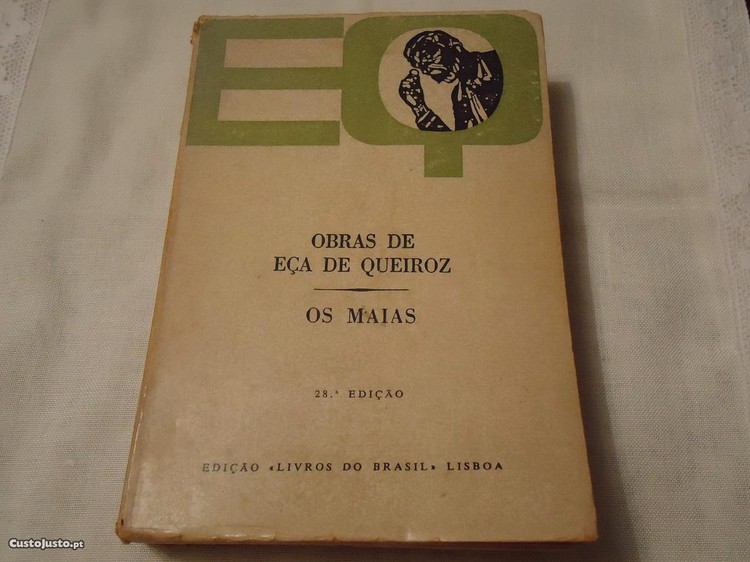 EQ
OBRAS DE
EÇA DE QUEIROZ
OS MAIAS
28.ª EDIÇÃO
EDIÇÃO «LIVROS DO BRASIL» LISBOA
CustoJusto.pt